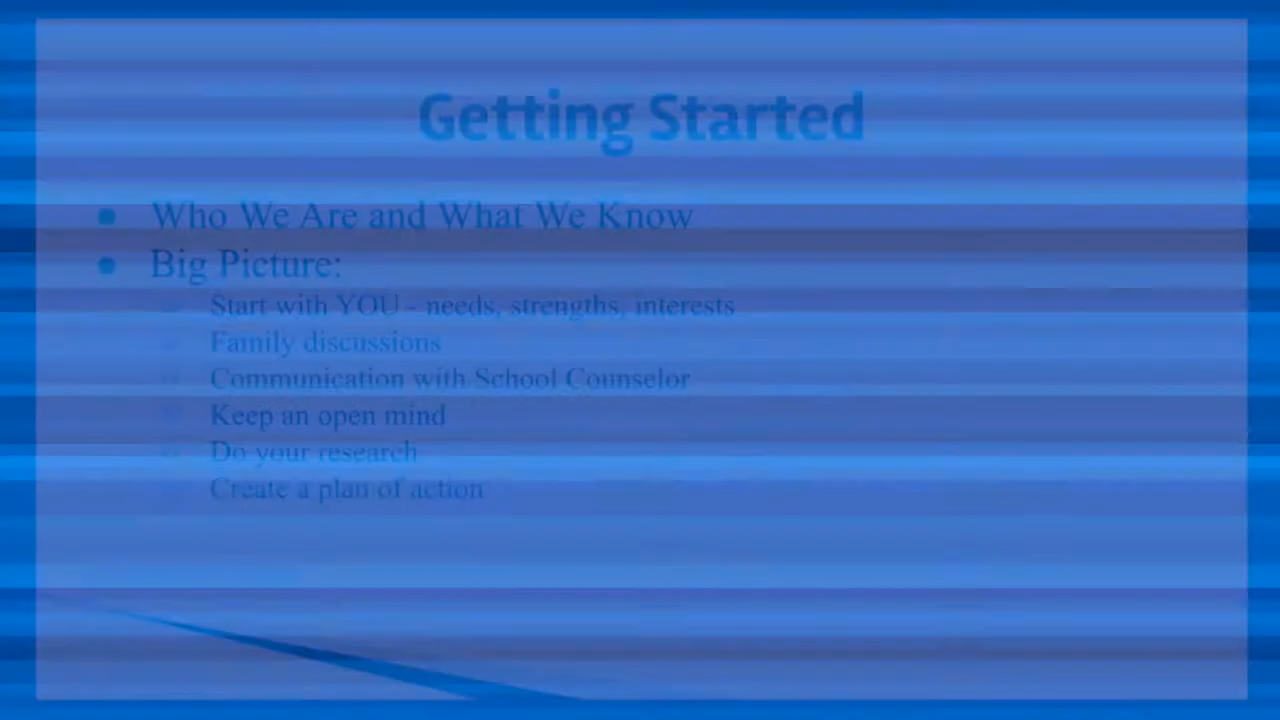 Getting Started
Who We Are and What We Know
Big Picture:
Start with YOU - needs, strengths, interests
Family discussions
Communication with School Counselor
Keep an open mind
Do your research
Create a plan of action